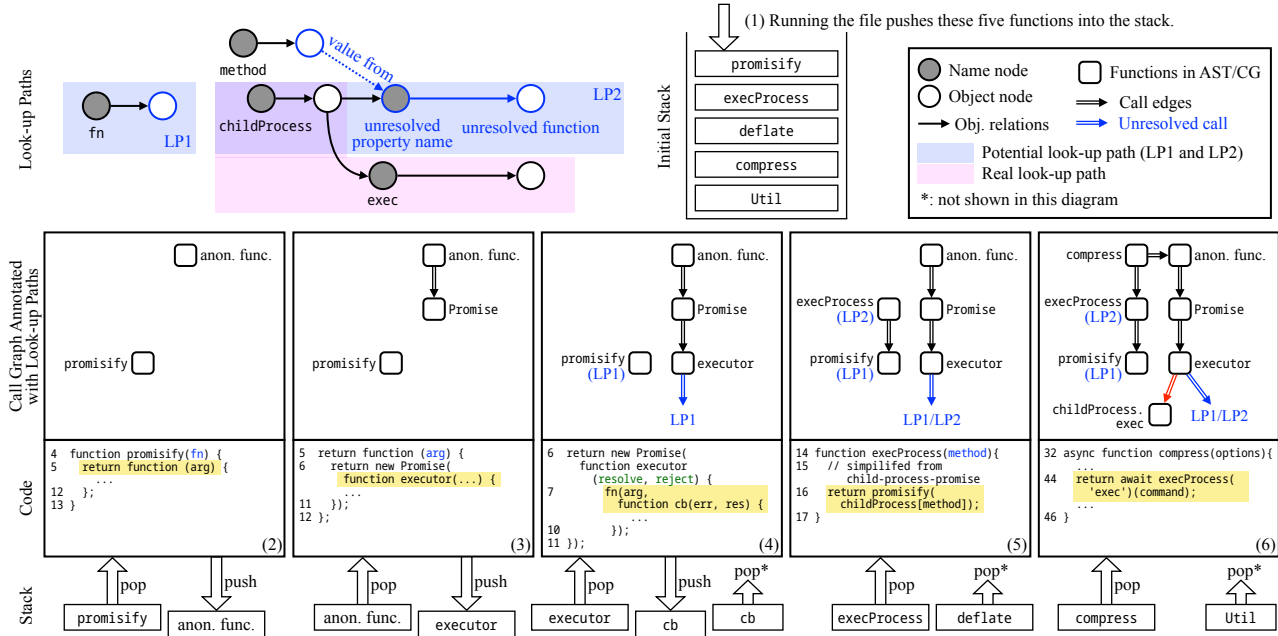 Look-up Paths
fn
LP1
method
value from
childProcess
unresolved
property name
unresolved function
LP2
exec
(1) Running the file pushes these five functions into the stack.
Initial Stack
promisify
execProcess
deflate
compress
Util
Name node
Object node
Obj. relations
Functions in AST/CG
Call edges
Unresolved call
Potential look-up path (LP1 and LP2)
Real look-up path
*: not shown in this diagram
Call Graph Annotated
with Look-up Paths
anon. func.
promisify
anon. func.
Promise
promisify
anon. func.
Promise
promisify
(LP1)
executor
LP1
anon. func.
execProcess
(LP2)
Promise
promisify
(LP1)
executor
LP1/LP2
compress
anon. func.
execProcess
(LP2)
Promise
promisify
(LP1)
executor
childProcess.
exec
LP1/LP2
Code
4 function promisify(fn) {
5 return function (arg) {
...
12 };
13 }
(2)
5 return function (arg) {
6 return new Promise(
function executor(...) {
...
11 });
12 };
(3)
6 return new Promise(
function executor
(resolve, reject) {
7 fn(arg,
function cb(err, res) {
...
10 });
11 });
(4)
14 function execProcess(method){
15 // simpilifed from
child-process-promise
16 return promisify(
childProcess[method]);
17 }
(5)
32 async function compress(options){
...
44 return await execProcess(
'exec')(command);
...
46 }
(6)
Stack
pop
promisify
push
anon. func.
pop
anon. func.
push
executor
pop
executor
push
cb
pop*
cb
pop
execProcess
pop*
deflate
pop
compress
pop*
Util